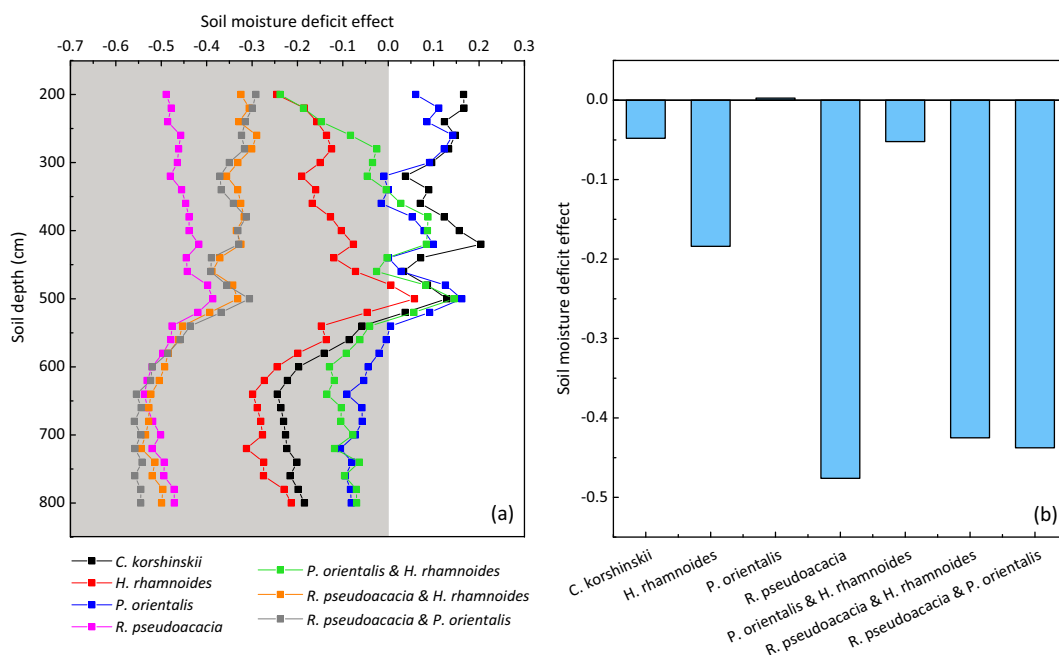 Soil moisture deficit effect
-0.7 -0.6 -0.5 -0.4 -0.3 -0.2 -0.1 0.0 0.1 0.2 0.3
Soil depth (cm)
200
300
400
500
600
700
800
(a)
C. korshinskii
H. rhamnoides
P. orientalis
R. pseudoacacia
P. orientalis & H. rhamnoides
R. pseudoacacia & H. rhamnoides
R. pseudoacacia & P. orientalis
Soil moisture deficit effect
0.0
-0.1
-0.2
-0.3
-0.4
-0.5
(b)
C. korshinskii
H. rhamnoides
P. orientalis
R. pseudoacacia
P. orientalis & H. rhamnoides
R. pseudoacacia & H. rhamnoides
R. pseudoacacia & P. orientalis